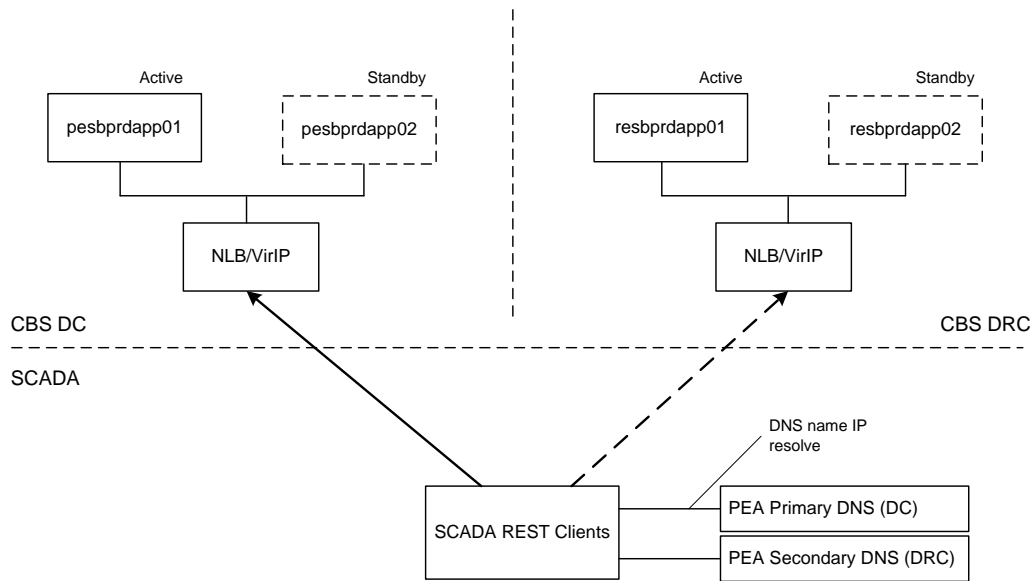 Active
Standby
Active
Standby
pesbprdapp01
pesbprdapp02
resbprdapp01
resbprdapp02
NLB/VirIP
NLB/VirIP
CBS DC
CBS DRC
SCADA
DNS name IP
resolve
SCADA REST Clients
PEA Primary DNS (DC)
PEA Secondary DNS (DRC)